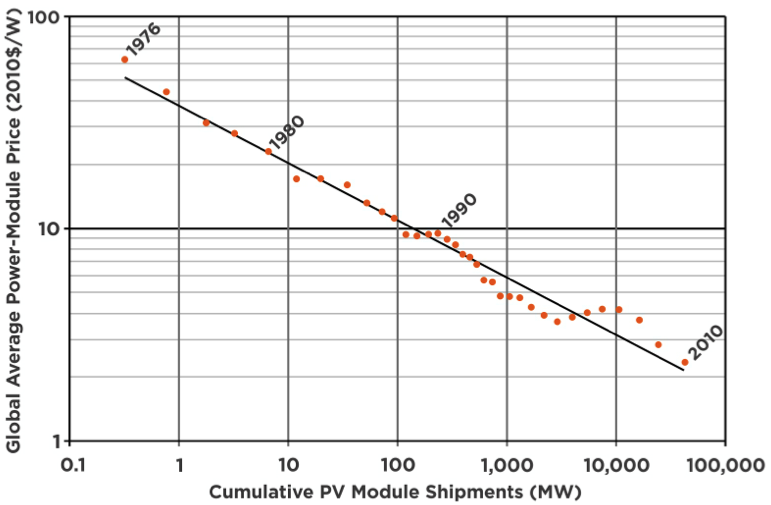 Global Average Power-Module Price (2010$/W)
100
10
1
1976
1980
1990
2010
0.1 1 10 100 1,000 10,000 100,000
Cumulative PV Module Shipments (MW)